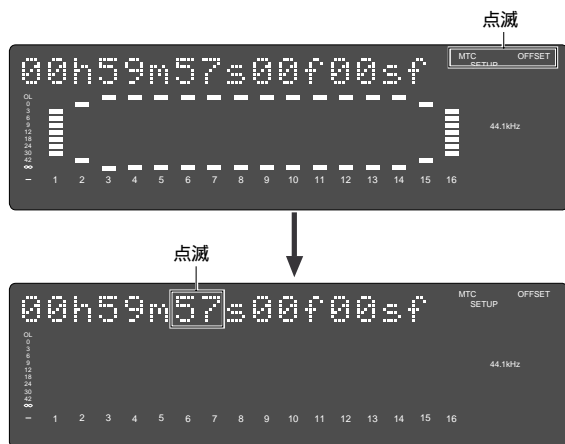 点滅
00h59m57s00f00sf
MTC OFFSET
SETUP
OL
0
3
6
9
12
18
24
30
42
∞
44.1kHz
– 1 2 3 4 5 6 7 8 9 10 11 12 13 14 15 16
点滅
00h59m57s00f00sf
MTC OFFSET
SETUP
OL
0
3
6
9
12
18
24
30
42
∞
44.1kHz
– 1 2 3 4 5 6 7 8 9 10 11 12 13 14 15 16